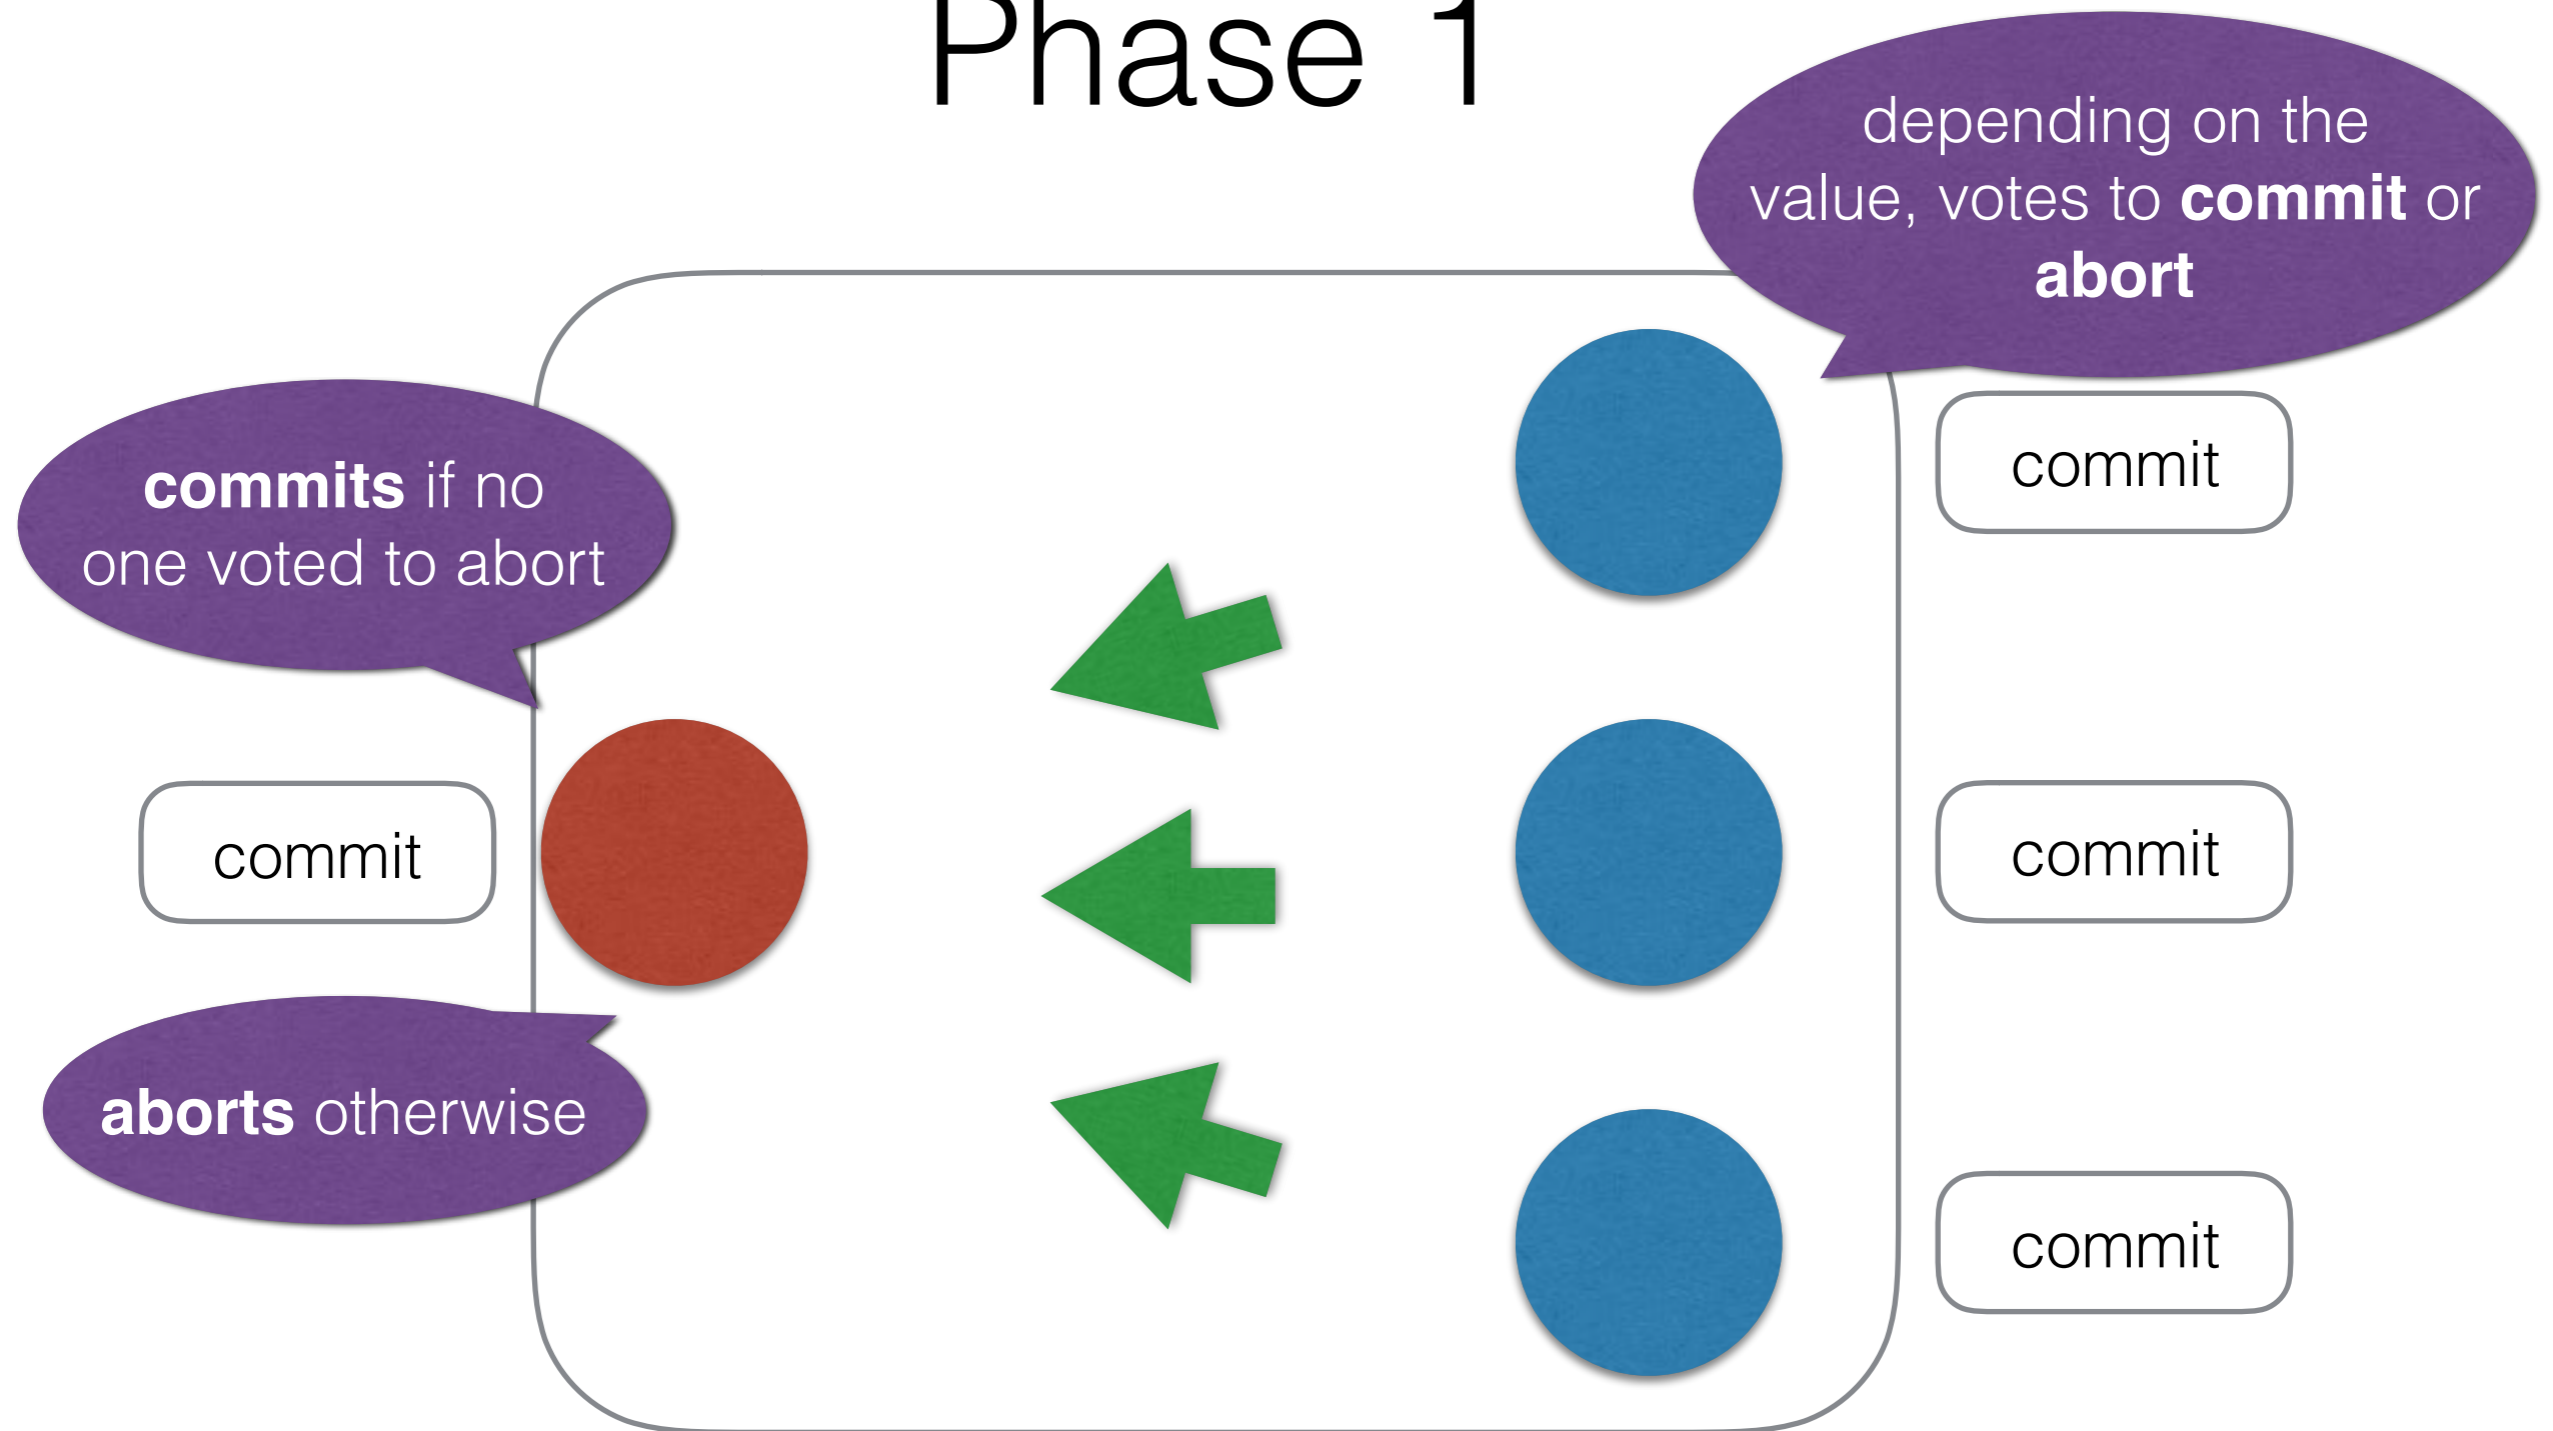 Phase 1
depending on the
value, votes to commit or
abort
commits if no
one voted to abort
commit
commit
commit
aborts otherwise
commit